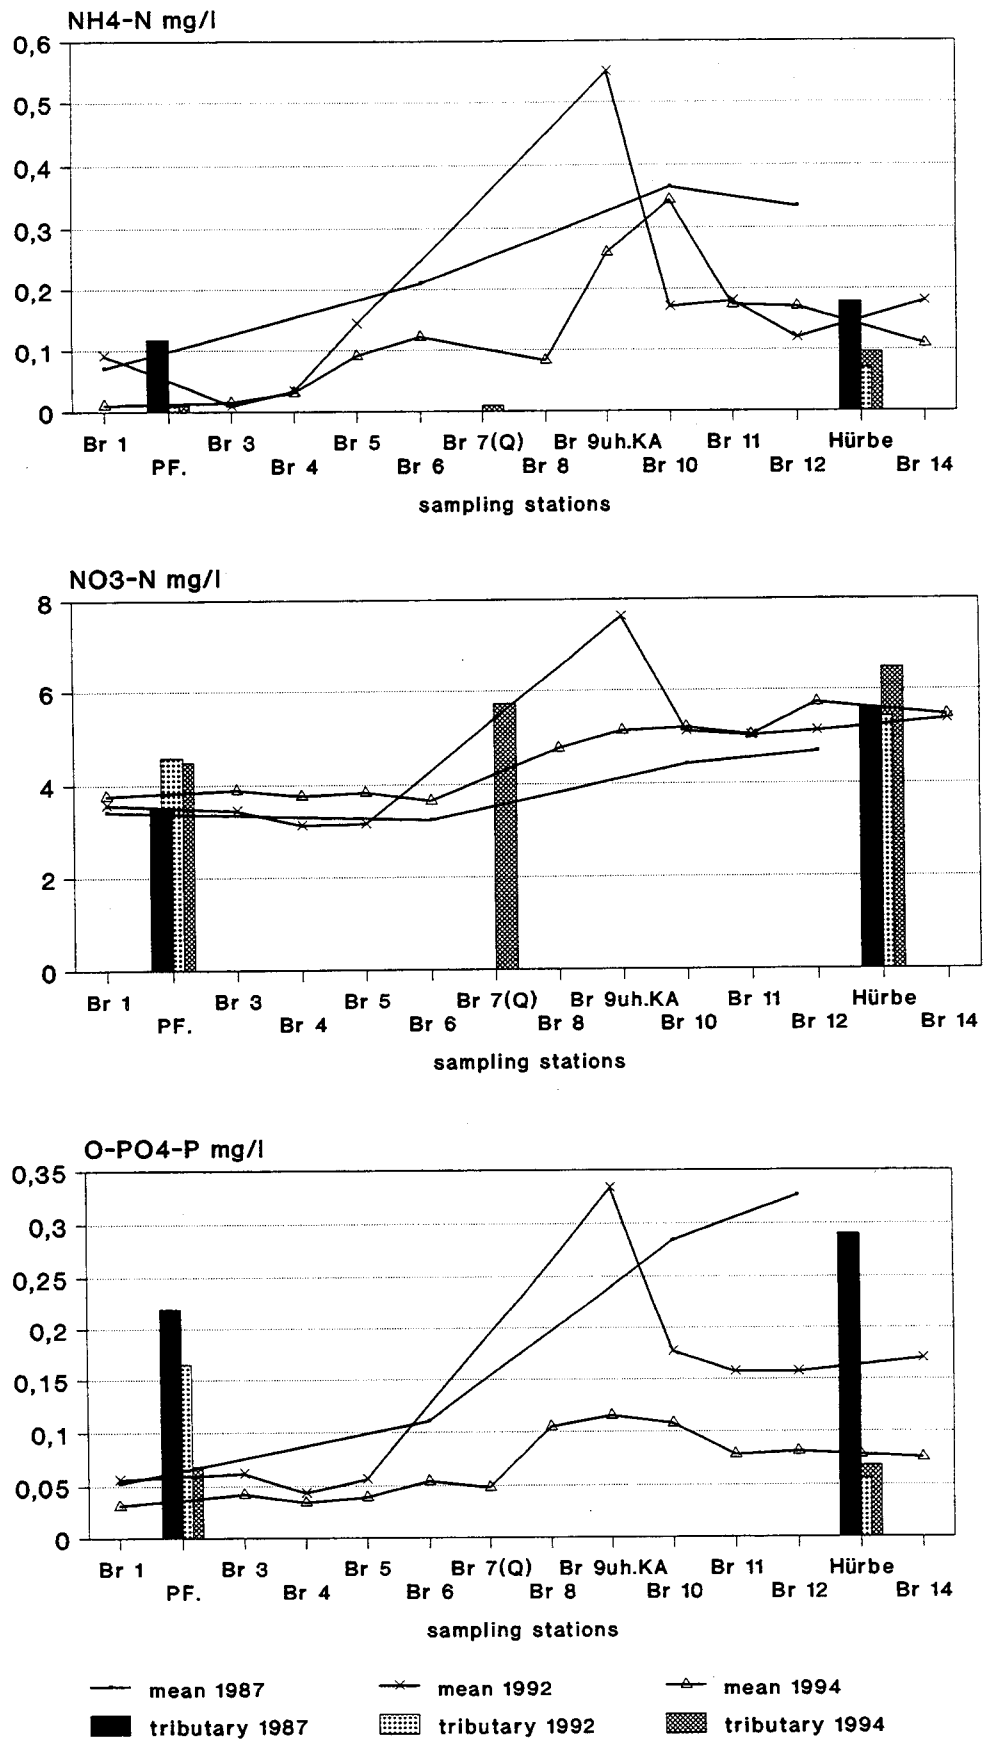 NH4-N mg/l
0,6
0,5
0,4
0,3
0,2
0,1
0
Br 1 Br 3 Br 5 Br 7(Q) Br 9uh.KA Br 11 Hürbe
PF. Br 4 Br 6 Br 8 Br 10 Br 12 Br 14
sampling stations
NO3-N mg/l
8
6
4
2
0
Br 1 Br 3 Br 5 Br 7(Q) Br 9uh.KA Br 11 Hürbe
PF. Br 4 Br 6 Br 8 Br 10 Br 12 Br 14
sampling stations
O-PO4-P mg/l
0,35
0,3
0,25
0,2
0,15
0,1
0,05
0
Br 1 Br 3 Br 5 Br 7(Q) Br 9uh.KA Br 11 Hürbe
PF. Br 4 Br 6 Br 8 Br 10 Br 12 Br 14
sampling stations
mean 1987 mean 1992 mean 1994
tributary 1987 tributary 1992 tributary 1994